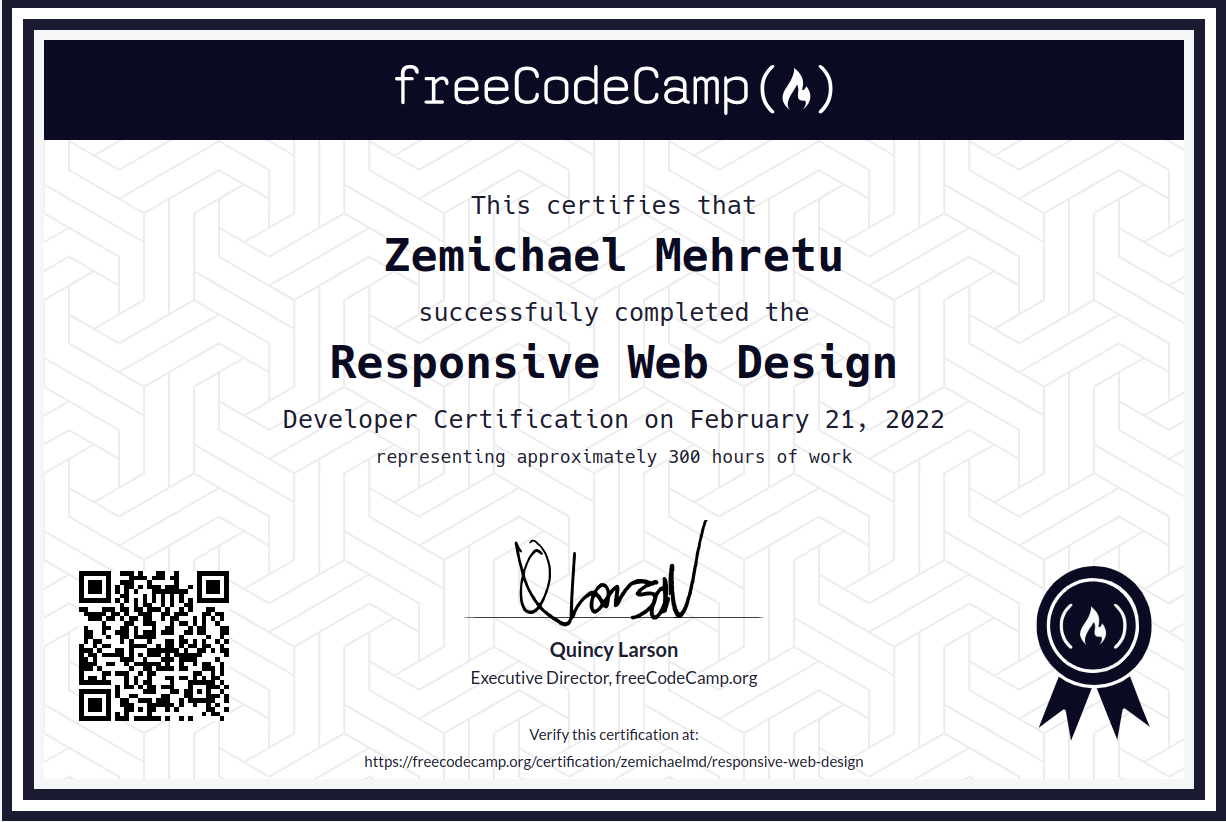 freeCodeCamp
This certifies that
Zemichael Mehretu
successfully completed the
Responsive Web Design
Developer Certification on February 21, 2022
representing approximately 300 hours of work
Q Larson
Quincy Larson
Executive Director, freeCodeCamp.org
Verify this certification at:
https://freecodecamp.org/certification/zemichaelmd/responsive-web-design